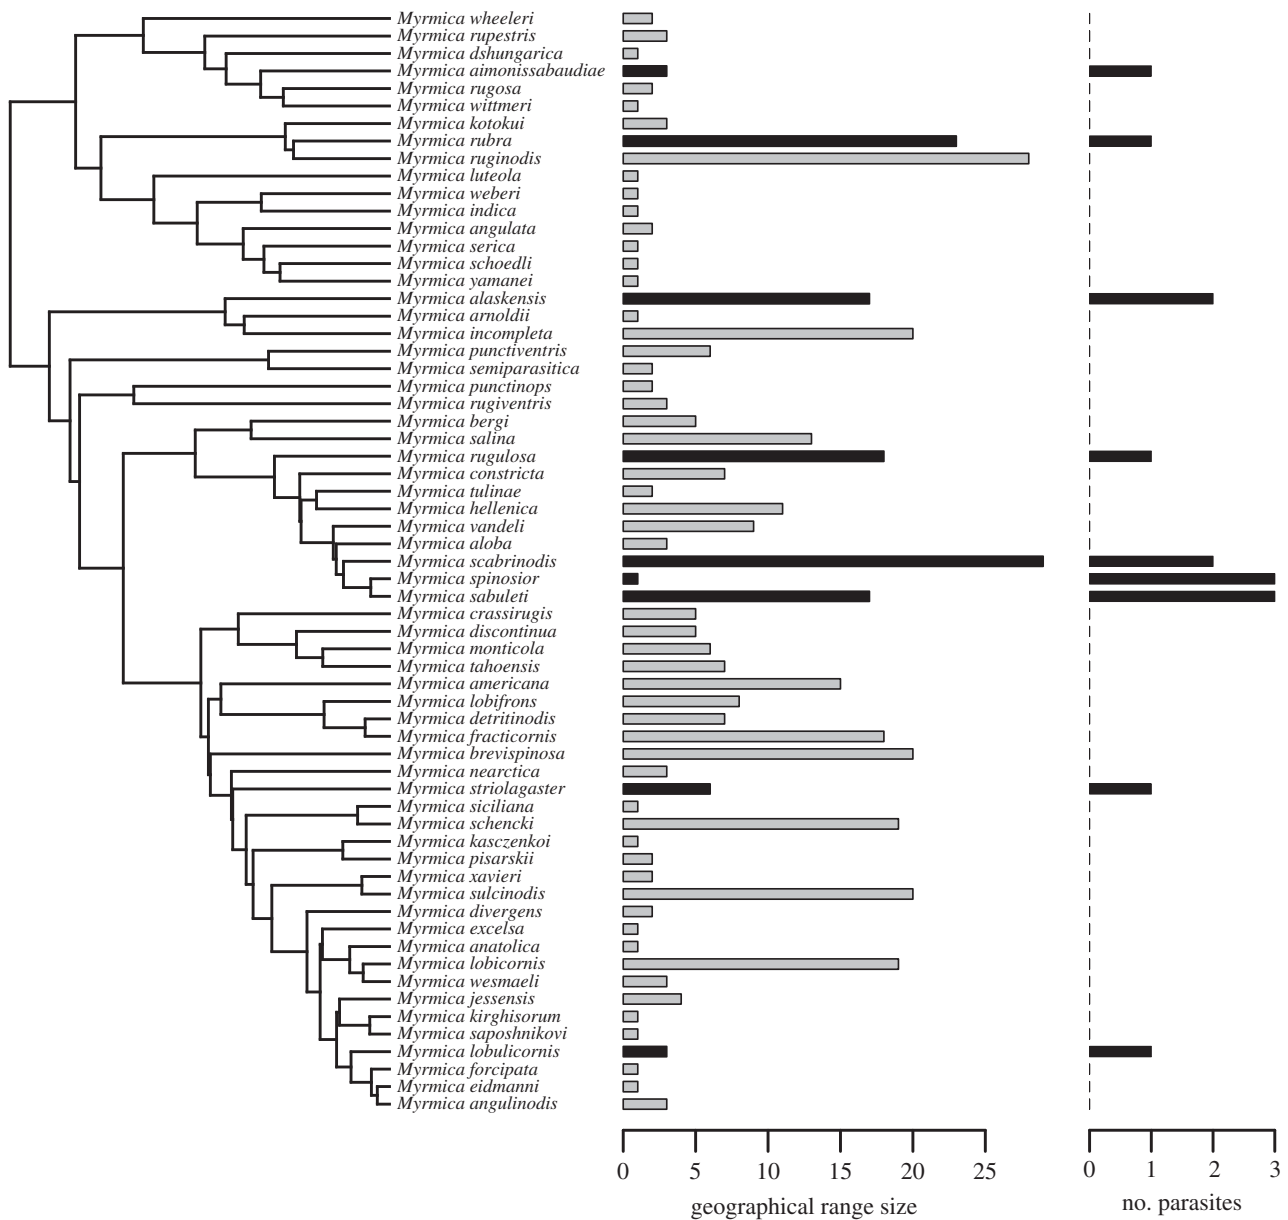 Myrmica wheeleri
Myrmica rupestris
Myrmica dshungarica
Myrmica aimonissabaudiae
Myrmica rugosa
Myrmica wittmeri
Myrmica kotokui
Myrmica rubra
Myrmica ruginodis
Myrmica luteola
Myrmica weberi
Myrmica indica
Myrmica angulata
Myrmica serica
Myrmica schoedli
Myrmica yamanei
Myrmica alaskensis
Myrmica arnoldii
Myrmica incompleta
Myrmica punctiventris
Myrmica semiparasitica
Myrmica punctinops
Myrmica rugiventris
Myrmica bergi
Myrmica salina
Myrmica rugulosa
Myrmica constricta
Myrmica tulinae
Myrmica hellenica
Myrmica vandeli
Myrmica aloba
Myrmica scabrinodis
Myrmica spinosior
Myrmica sabuleti
Myrmica crassirugis
Myrmica discontinua
Myrmica monticola
Myrmica tahoensis
Myrmica americana
Myrmica lobifrons
Myrmica detritinodis
Myrmica fracticornis
Myrmica brevispinosa
Myrmica nearctica
Myrmica striolagaster
Myrmica siciliana
Myrmica schencki
Myrmica kasczenkoi
Myrmica pisarskii
Myrmica xavieri
Myrmica sulcinodis
Myrmica divergens
Myrmica excelsa
Myrmica anatolica
Myrmica lobicornis
Myrmica wesmaeli
Myrmica jessensis
Myrmica kirghisorum
Myrmica saposhnikovi
Myrmica lobulicornis
Myrmica forcipata
Myrmica eidmanni
Myrmica angulinodis
0 5 10 15 20 25
geographical range size
0 1 2 3
no. parasites